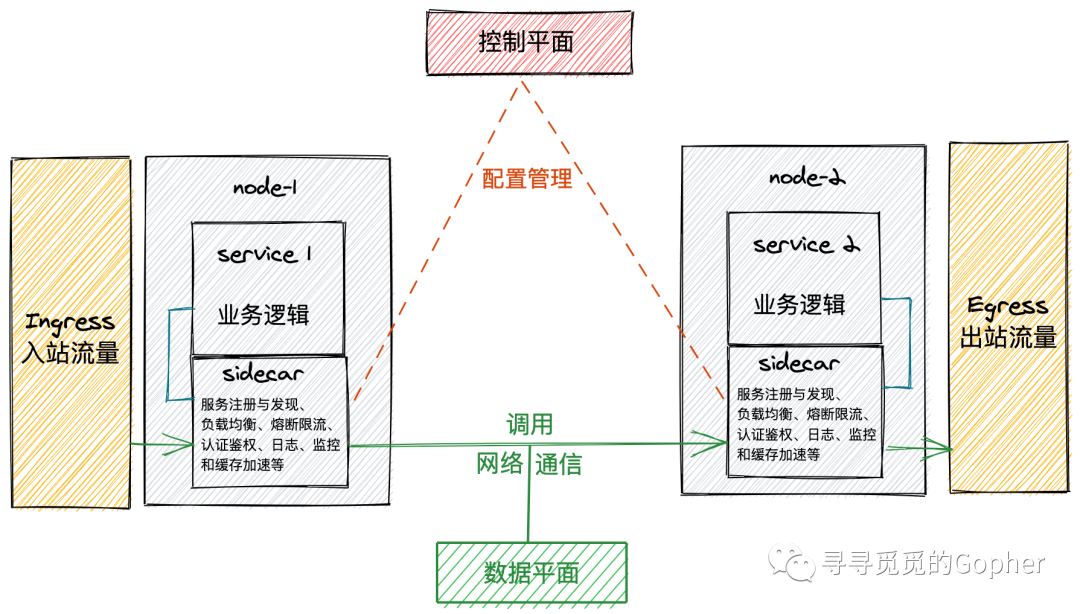 控制平面
配置管理
node-1
service 1
业务逻辑
sidecar
服务注册与发现、
负载均衡、熔断限流、
认证鉴权、日志、监控
和缓存加速等
Ingress
入站流量
node-2
service 2
业务逻辑
sidecar
服务注册与发现、
负载均衡、熔断限流、
认证鉴权、日志、监控
和缓存加速等
Egress
出站流量
调用
网络 通信
数据平面
寻寻觅觅的Gopher